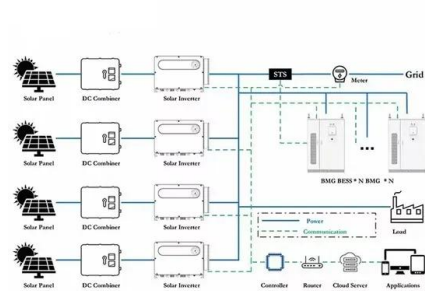 STS
Meter
Grid
Solar Panel DC Combiner Solar Inverter
Solar Panel DC Combiner Solar Inverter
BMG BESS * N BMG * N
Solar Panel DC Combiner Solar Inverter
Power
Communication
Load
Solar Panel DC Combiner Solar Inverter
Controller Router Cloud Server Applications